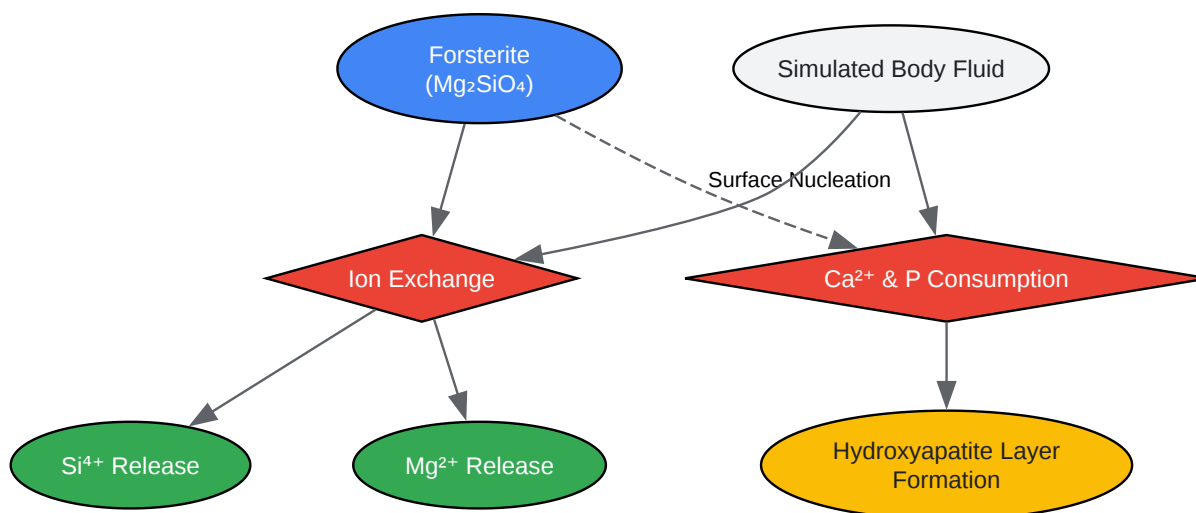 Forsterite
(Mg₂SiO₄)
Simulated Body Fluid
Surface Nucleation
Ion Exchange
Ca²⁺ & P Consumption
Si⁴⁺ Release
Mg²⁺ Release
Hydroxyapatite Layer
Formation